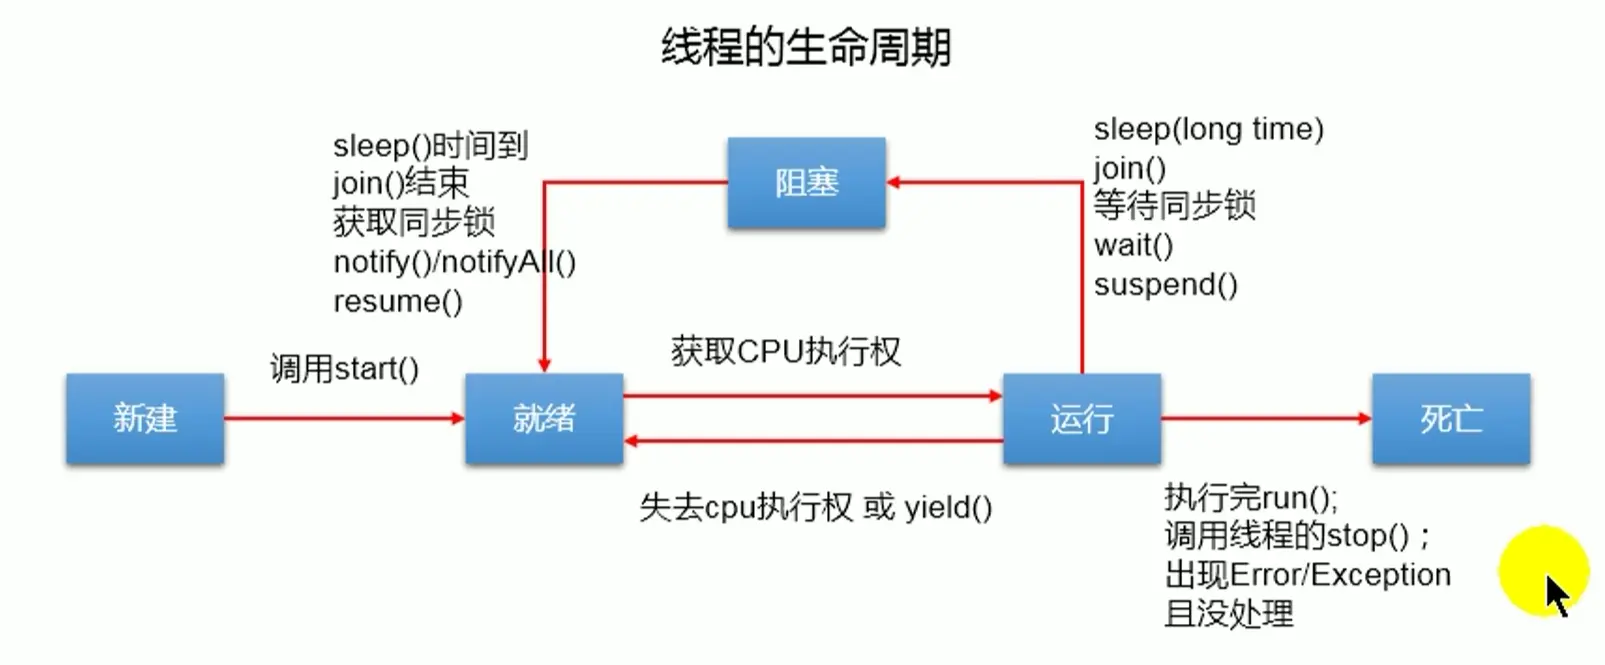 线程的生命周期
sleep()时间到
join()结束
获取同步锁
notify()/notifyAll()
resume()
阻塞
sleep(long time)
join()
等待同步锁
wait()
suspend()
调用start()
获取CPU执行权
新建
就绪
运行
死亡
失去cpu执行权 或 yield()
执行完run();
调用线程的stop() ;
出现Error/Exception
且没处理